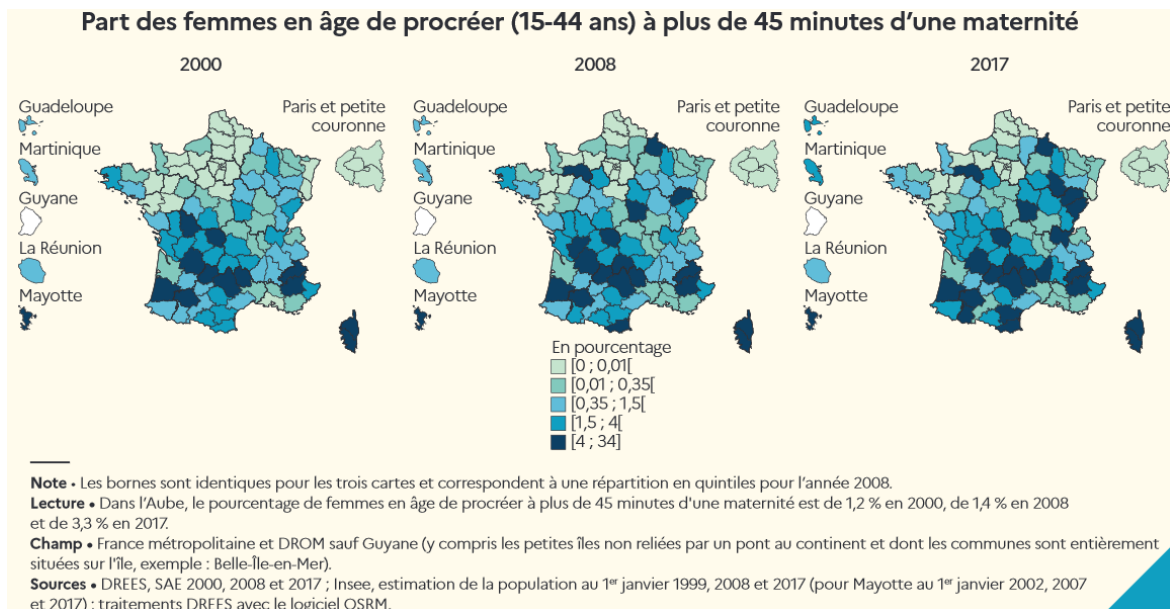 Part des femmes en âge de procréer (15-44 ans) à plus de 45 minutes d’une maternité
2000
2008
2017
Guadeloupe
Martinique
Guyane
La Réunion
Mayotte
Paris et petite
couronne
Guadeloupe
Martinique
Guyane
La Réunion
Mayotte
Paris et petite
couronne
Guadeloupe
Martinique
Guyane
La Réunion
Mayotte
Paris et petite
couronne
En pourcentage
[0 ; 0,01[
[0,01 ; 0,35[
[0,35 ; 1,5[
[1,5 ; 4[
[4 ; 34]
Note • Les bornes sont identiques pour les trois cartes et correspondent à une répartition en quintiles pour l’année 2008.
Lecture • Dans l’Aube, le pourcentage de femmes en âge de procréer à plus de 45 minutes d'une maternité est de 1,2 % en 2000, de 1,4 % en 2008
et de 3,3 % en 2017.
Champ • France métropolitaine et DROM sauf Guyane (y compris les petites îles non reliées par un pont au continent et dont les communes sont entièrement
situées sur l'île, exemple : Belle-Île-en-Mer).
Sources • DREES, SAE 2000, 2008 et 2017 ; Insee, estimation de la population au 1er janvier 1999, 2008 et 2017 (pour Mayotte au 1er janvier 2002, 2007
et 2017) ; traitements DREES avec le logiciel OSRM.